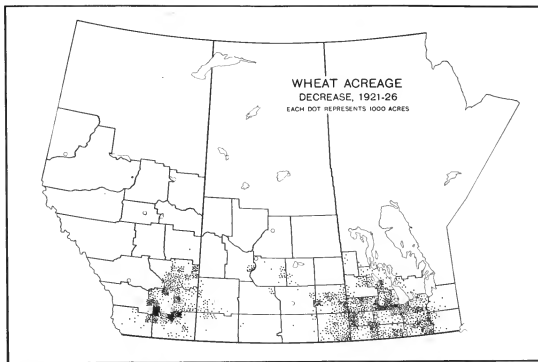 WHEAT ACREAGE
DECREASE, 1921-26
EACH DOT REPRESENTS 1000 ACRES